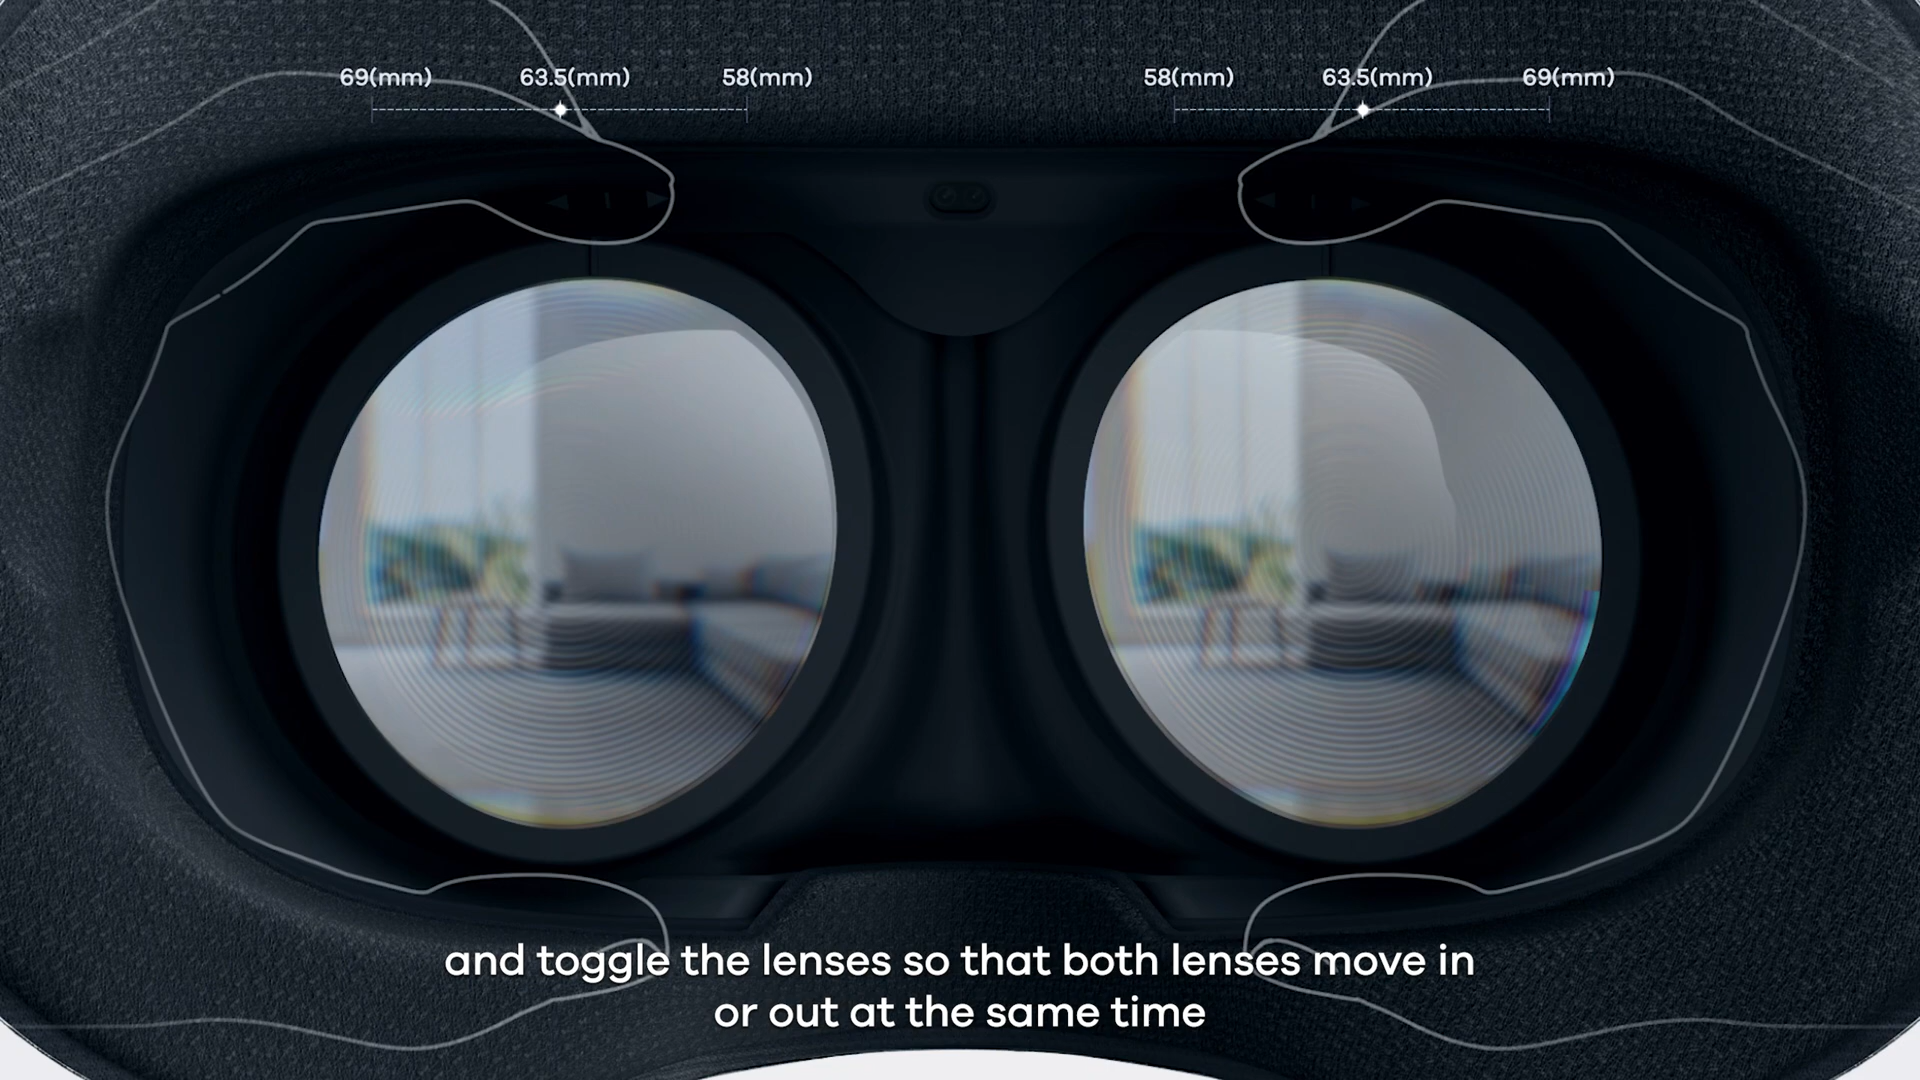 69(mm) 63.5(mm) 58(mm) 58(mm) 63.5(mm) 69(mm)
and toggle the lenses so that both lenses move in
or out at the same time